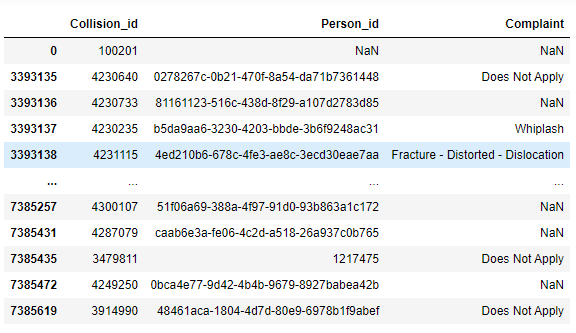 Collision_id Person_id Complaint
0 100201 NaN NaN
3393135 4230640 0278267c-0b21-470f-8a54-da71b7361448 Does Not Apply
3393136 4230733 81161123-516c-438d-8f29-a107d2783d85 NaN
3393137 4230235 b5da9aa6-3230-4203-bbde-3b6f9248ac31 Whiplash
3393138 4231115 4ed210b6-678c-4fe3-ae8c-3ecd30eae7aa Fracture - Distorted - Dislocation
... ... ... ...
7385257 4300107 51f06a69-388a-4f97-91d0-93b863a1c172 NaN
7385431 4287079 caab6e3a-fe06-4c2d-a518-26a937c0b765 NaN
7385435 3479811 1217475 Does Not Apply
7385472 4249250 0bca4e77-9d42-4b4b-9679-8927babea42b NaN
7385619 3914990 48461aca-1804-4d7d-80e9-6978b1f9abef Does Not Apply